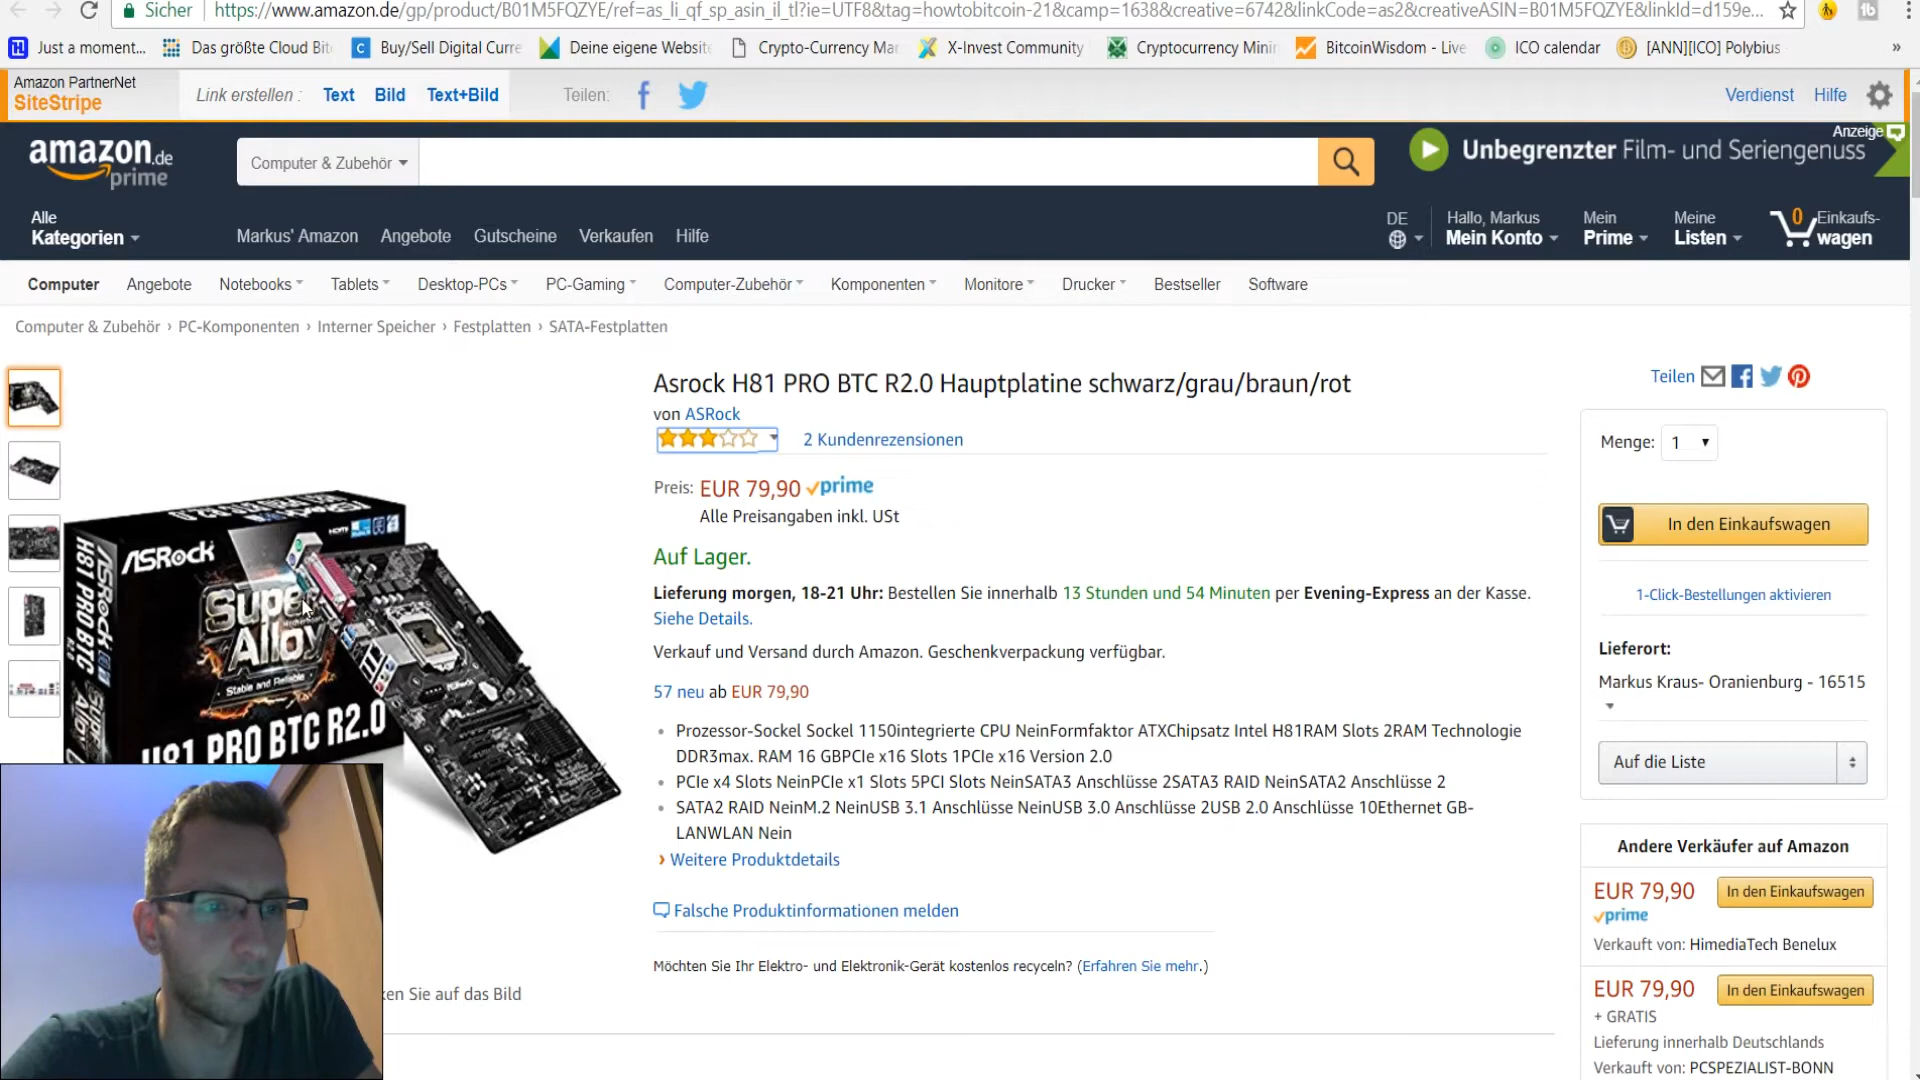 Sicher https://www.amazon.de/gp/product/B01M5FQZYE/ref=as_li_qf_sp_asin_il_tl?ie=UTF8&tag=howtobitcoin-21&camp=1638&creative=6742&linkCode=as2&creativeASIN=B01M5FQZYE&linkId=d159e...
Just a moment... Das größte Cloud Bit Buy/Sell Digital Curre Deine eigene Website Crypto-Currency Mar X-Invest Community Cryptocurrency Minin BitcoinWisdom - Live ICO calendar [ANN][ICO] Polybius »
Amazon PartnerNet
SiteStripe
Link erstellen : Text Bild Text+Bild Teilen: Verdienst Hilfe
amazon.de
prime
Computer & Zubehör
Anzeige
Unbegrenzter Film- und Seriengenuss
Alle
Kategorien
Markus' Amazon Angebote Gutscheine Verkaufen Hilfe
DE
Hallo, Markus
Mein Konto
Mein
Prime
Meine
Listen
0 Einkaufs-
wagen
Computer Angebote Notebooks Tablets Desktop-PCs PC-Gaming Computer-Zubehör Komponenten Monitore Drucker Bestseller Software
Computer & Zubehör › PC-Komponenten › Interner Speicher › Festplatten › SATA-Festplatten
Asrock H81 PRO BTC R2.0 Hauptplatine schwarz/grau/braun/rot
von ASRock
2 Kundenrezensionen
Preis: EUR 79,90 prime
Alle Preisangaben inkl. USt
Auf Lager.
Lieferung morgen, 18-21 Uhr: Bestellen Sie innerhalb 13 Stunden und 54 Minuten per Evening-Express an der Kasse.
Siehe Details.
Verkauf und Versand durch Amazon. Geschenkverpackung verfügbar.
57 neu ab EUR 79,90
• Prozessor-Sockel Sockel 1150integrierte CPU NeinFormfaktor ATXChipsatz Intel H81RAM Slots 2RAM Technologie
DDR3max. RAM 16 GBPCIe x16 Slots 1PCIe x16 Version 2.0
• PCIe x4 Slots NeinPCIe x1 Slots 5PCI Slots NeinSATA3 Anschlüsse 2SATA3 RAID NeinSATA2 Anschlüsse 2
• SATA2 RAID NeinM.2 NeinUSB 3.1 Anschlüsse NeinUSB 3.0 Anschlüsse 2USB 2.0 Anschlüsse 10Ethernet GB-
LANWLAN Nein
› Weitere Produktdetails
Falsche Produktinformationen melden
Möchten Sie Ihr Elektro- und Elektronik-Gerät kostenlos recyceln? (Erfahren Sie mehr.)
ASRock
Super
Alloy
Stable and Reliable
H81 PRO BTC R2.0
ASRock
H81 PRO BTC
HDMI
ken Sie auf das Bild
Teilen
Menge: 1
In den Einkaufswagen
1-Click-Bestellungen aktivieren
Lieferort:
Markus Kraus- Oranienburg - 16515
Auf die Liste
Andere Verkäufer auf Amazon
EUR 79,90 In den Einkaufswagen
prime
Verkauft von: HimediaTech Benelux
EUR 79,90 In den Einkaufswagen
+ GRATIS
Lieferung innerhalb Deutschlands
Verkauft von: PCSPEZIALIST-BONN